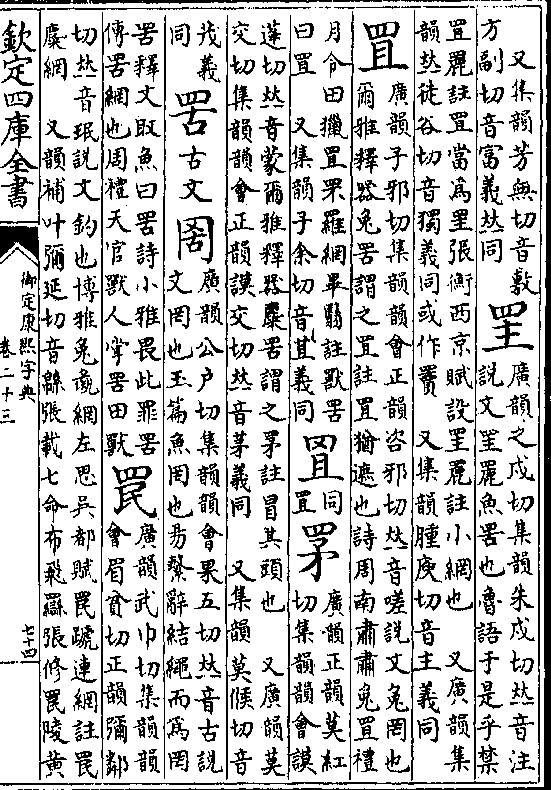 又集韻芳無切音敷
方副切音富義𠀤同
罜
廣韻之戍切集韻朱戍切𠀤音注
說文罜䍡魚罟也魯語于是乎禁
罝䍡註罝當爲罜張衡西京賦設罜䍡註小網也　又廣韻集
韻𠀤徒谷切音獨義同或作䍴　又集韻腫庾切音主義同
罝
廣韻子邪切集韻韻會正韻咨邪切𠀤音嗟說文兔罔也
爾雅釋器兔罟謂之罝註罝猶遮也詩周南肅肅兔罝禮
月令田獵罝罘羅網畢翳註獸罟
曰罝　又集韻子余切音苴義同
罝
同
罝
罞
廣韻正韻莫紅
切集韻韻會謨
蓬切𠀤音蒙爾雅釋器麋罟謂之罞註冒其頭也　又廣韻莫
交切集韻韻會正韻謨交切𠀤音茅義同　又集韻莫候切音
茂義
同
罟
古文
𦉾
廣韻公戸切集韻韻會果五切𠀤音古說
文罔也玉篇魚罔也易繫辭結繩而爲罔
罟釋文取魚曰罟詩小雅畏此罪罟
傳罟網也周禮天官獸人掌罟田獸
罠
廣韻武巾切集韻韻
會眉貧切正韻彌鄰
切𠀤音珉說文釣也博雅兔罠網左思吳都賦罠蹏連網註罠
麋網　又韻補叶彌延切音緜張載七命布飛羉張修罠陵黃
欽定四庫全書
御定康熙字典
卷二十三
七十四